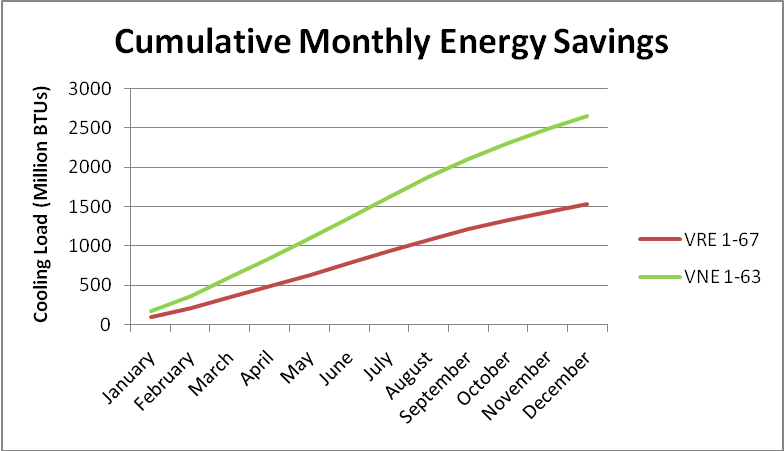 Cumulative Monthly Energy Savings
Cooling Load (Million BTUs)
3000
2500
2000
1500
1000
500
0
January
February
March
April
May
June
July
August
September
October
November
December
VRE 1-67
VNE 1-63